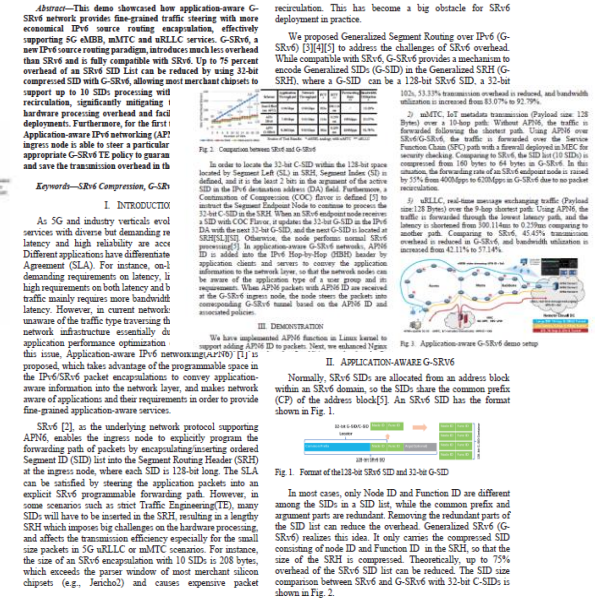 Abstract—This demo showcased how application-aware G-
SRv6 network provides fine-grained traffic steering with more
economical IPv6 source routing encapsulation, effectively
supporting 5G eMBB, mMTC and uRLLC services. G-SRv6, a
new IPv6 source routing paradigm, introduces much less overhead
than SRv6 and is fully compatible with SRv6. Up to 75 percent
overhead of an SRv6 SID List can be reduced by using 32-bit
compressed SID with G-SRv6, allowing most merchant chipsets to
support up to 10 SIDs processing with
recirculation, significantly mitigating
hardware processing overhead and facil
deployments. Furthermore, for the first
Application-aware IPv6 networking (APN
ingress node is able to steer a particular
appropriate G-SRv6 TE policy to guaran
and save the transmission overhead in th
Keywords—SRv6 Compression, G-SR
I. INTRODUCTIO
As 5G and industry verticals evol
services with diverse but demanding re
latency and high reliability are acce
Different applications have differentiate
Agreement (SLA). For instance, on-l
demanding requirements on latency, li
high requirements on both latency and b
traffic mainly requires more bandwidt
latency. However, in current network
unaware of the traffic type traversing th
network infrastructure essentially du
application performance optimization
this issue, Application-aware IPv6 networking(APN6) [1] is
proposed, which takes advantage of the programmable space in
the IPv6/SRv6 packet encapsulations to convey application-
aware information into the network layer, and makes network
aware of applications and their requirements in order to provide
fine-grained application-aware services.
SRv6 [2], as the underlying network protocol supporting
APN6, enables the ingress node to explicitly program the
forwarding path of packets by encapsulating/inserting ordered
Segment ID (SID) list into the Segment Routing Header (SRH)
at the ingress node, where each SID is 128-bit long. The SLA
can be satisfied by steering the application packets into an
explicit SRv6 programmable forwarding path. However, in
some scenarios such as strict Traffic Engineering(TE), many
SIDs will have to be inserted in the SRH, resulting in a lengthy
SRH which imposes big challenges on the hardware processing,
and affects the transmission efficiency especially for the small
size packets in 5G uRLLC or mMTC scenarios. For instance,
the size of an SRv6 encapsulation with 10 SIDs is 208 bytes,
which exceeds the parser window of most merchant silicon
chipsets (e.g., Jericho2) and causes expensive packet
recirculation. This has become a big obstacle for SRv6
deployment in practice.
We proposed Generalized Segment Routing over IPv6 (G-
SRv6) [3][4][5] to address the challenges of SRv6 overhead.
While compatible with SRv6, G-SRv6 provides a mechanism to
encode Generalized SIDs (G-SID) in the Generalized SRH (G-
SRH), where a G-SID can be a 128-bit SRv6 SID, a 32-bit
Fig. 2. Comparison between SRv6 and G-SRv6
In order to locate the 32-bit C-SID within the 128-bit space
located by Segment Left (SL) in SRH, Segment Index (SI) is
defined, and it is the least 2 bits in the argument of the active
SID in the IPv6 destination address (DA) field. Furthermore, a
Continuation of Compression (COC) flavor is defined [5] to
instruct the Segment Endpoint Node to continue to process the
32-bit C-SID in the SRH. When an SRv6 endpoint node receives
a SID with COC Flavor, it updates the 32-bit G-SID in the IPv6
DA with the next 32-bit G-SID, and the next G-SID is located at
SRH[SL][SI]. Otherwise, the node performs normal SRv6
processing[5]. In application-aware G-SRv6 networks, APN6
ID is added into the IPv6 Hop-by-Hop (HBH) header by
application clients and servers to convey the application
information to the network layer, so that the network nodes can
be aware of the application type of user group and its
requirements. When APN6 packets with APN6 ID are received
at the G-SRv6 ingress node, the node steers the packets into
corresponding G-SRv6 tunnel based on the APN6 ID and
associated policies.
III. DEMONSTRATION
We have implemented APN6 function in Linux kernel to
support adding APN6 ID to packets. Next, we enhanced Nginx
102s, 53.33% transmission overhead is reduced, and bandwidth
utilization is increased from 85.07% to 92.79%.
2) mMTC, IoT metadata transmission (Payload size: 128
Bytes) over a 10-hop path: Without APN6, the traffic is
forwarded following the shortest path. Using APN6 over
SRv6/G-SRv6, the traffic is forwarded over the Service
Function Chain (SFC) path with a firewall deployed in MEC for
security checking. Comparing to SRv6, the SID list (10 SIDs) is
compressed from 160 bytes to 64 bytes in G-SRv6. In this
situation, the forwarding rate of an SRv6 endpoint node is raised
by 55% from 400Mpps to 620Mpps in G-SRv6 due to no packet
recirculation.
3) uRLLC, real-time message exchanging traffic (Payload
size:128 Bytes) over the 9-hop shortest path: Using APN6, the
traffic is forwarded through the lowest latency path, and the
latency is shortened from 300.114ms to 0.259ms comparing to
another path. Comparing to SRv6, 45.45% transmission
overhead is reduced in G-SRv6, and bandwidth utilization is
increased from 42.11% to 57.14%.
Fig. 3. Application-aware G-SRv6 demo setup
II. APPLICATION-AWARE G-SRV6
Normally, SRv6 SIDs are allocated from an address block
within an SRv6 domain, so the SIDs share the common prefix
(CP) of the address block[5]. An SRv6 SID has the format
shown in Fig. 1.
Fig. 1. Format of the128-bit SRv6 SID and 32-bit G-SID
In most cases, only Node ID and Function ID are different
among the SIDs in a SID list, while the common prefix and
argument parts are redundant. Removing the redundant parts of
the SID list can reduce the overhead. Generalized SRv6 (G-
SRv6) realizes this idea. It only carries the compressed SID
consisting of node ID and Function ID in the SRH, so that the
size of the SRH is compressed. Theoretically, up to 75%
overhead of the SRv6 SID list can be reduced. The SID size
comparison between SRv6 and G-SRv6 with 32-bit C-SIDs is
shown in Fig. 2.